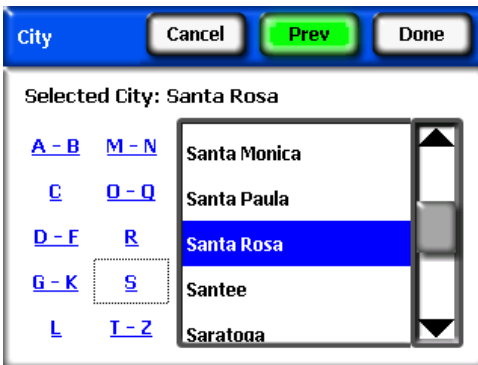 City Cancel Prev Done
Selected City: Santa Rosa
A - B M - N
C O - Q
D - F R
G - K S
L T - Z
Santa Monica
Santa Paula
Santa Rosa
Santee
Saratoga